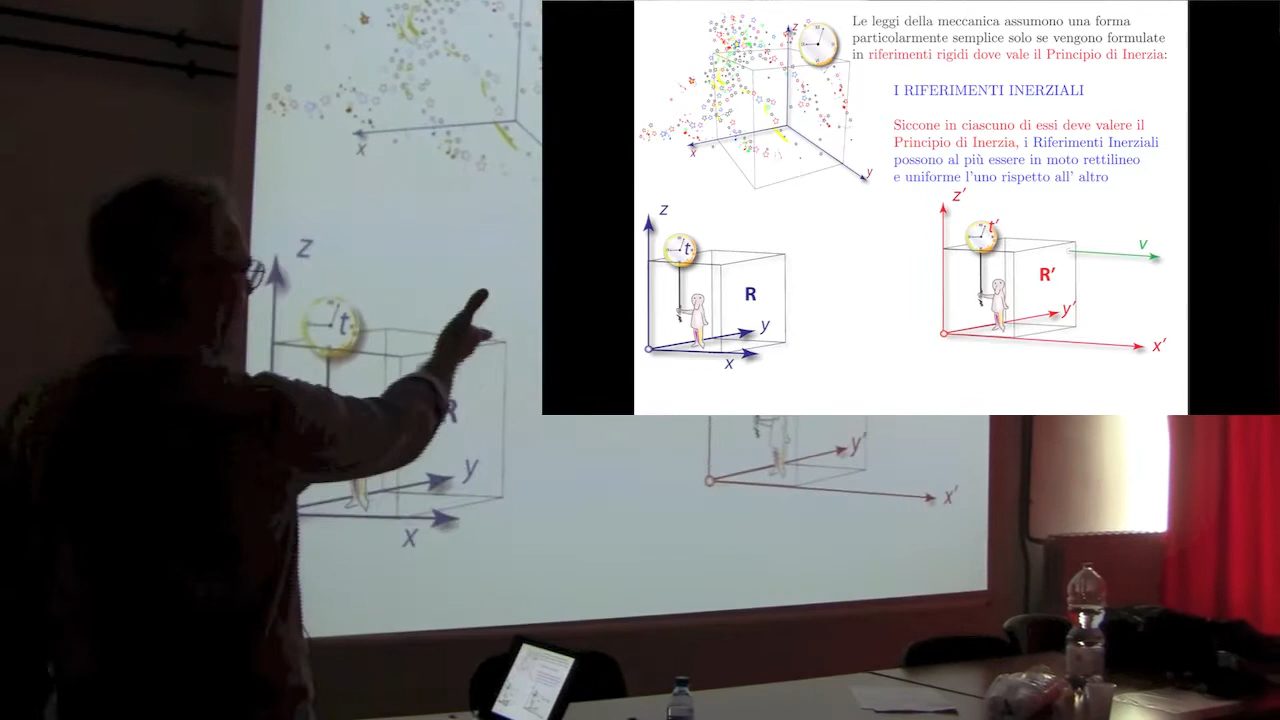 Le leggi della meccanica assumono una forma
particolarmente semplice solo se vengono formulate
in riferimenti rigidi dove vale il Principio di Inerzia:
I RIFERIMENTI INERZIALI
Siccome in ciascuno di essi deve valere il
Principio di Inerzia, i Riferimenti Inerziali
possono al più essere in moto rettilineo
e uniforme l'uno rispetto all' altro
z
x
y
z
t
R
y
x
z'
t'
v
R'
y'
x'
x
z
t
R
y
x
y'
x'